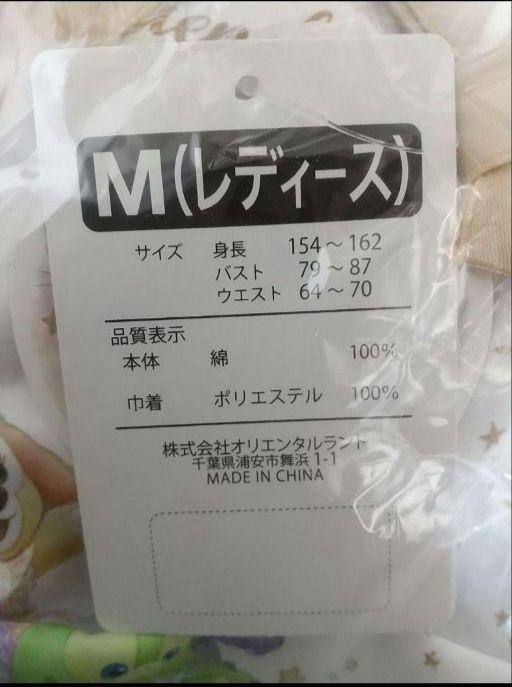 M(レディース)
サイズ 身長 154～162
バスト 79～87
ウエスト 64～70
品質表示
本体 綿 100%
巾着 ポリエステル 100%
株式会社オリエンタルランド
千葉県浦安市舞浜 1-1
MADE IN CHINA